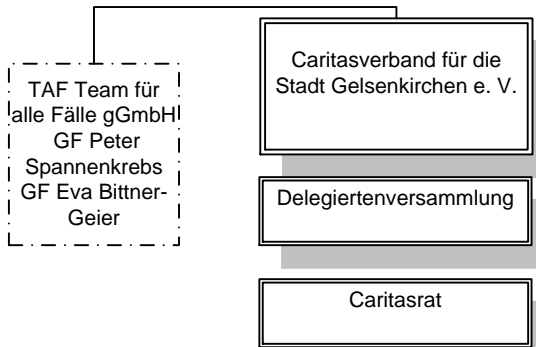 TAF Team für
alle Fälle gGmbH
GF Peter
Spannenkrebs
GF Eva Bittner-
Geier
Caritasverband für die
Stadt Gelsenkirchen e. V.
Delegiertenversammlung
Caritasrat